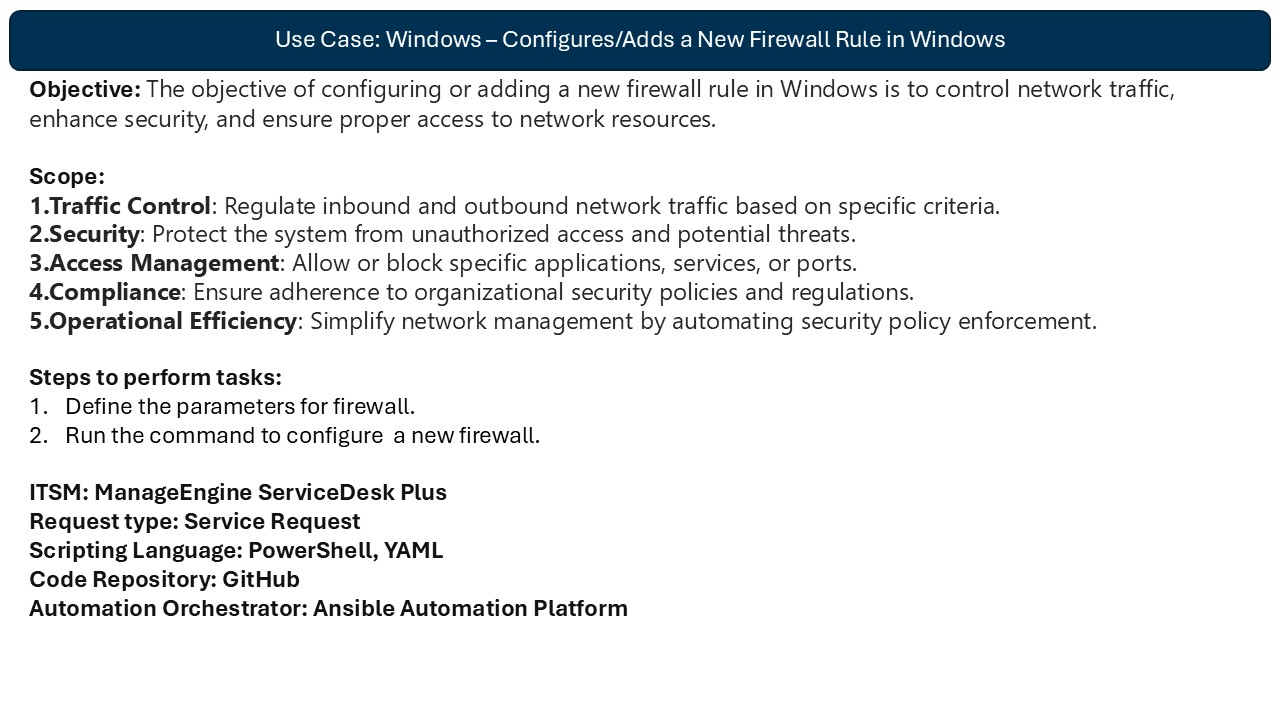 Use Case: Windows – Configures/Adds a New Firewall Rule in Windows
Objective: The objective of configuring or adding a new firewall rule in Windows is to control network traffic,
enhance security, and ensure proper access to network resources.
Scope:
1.Traffic Control: Regulate inbound and outbound network traffic based on specific criteria.
2.Security: Protect the system from unauthorized access and potential threats.
3.Access Management: Allow or block specific applications, services, or ports.
4.Compliance: Ensure adherence to organizational security policies and regulations.
5.Operational Efficiency: Simplify network management by automating security policy enforcement.
Steps to perform tasks:
1. Define the parameters for firewall.
2. Run the command to configure  a new firewall.
ITSM: ManageEngine ServiceDesk Plus
Request type: Service Request
Scripting Language: PowerShell, YAML
Code Repository: GitHub
Automation Orchestrator: Ansible Automation Platform